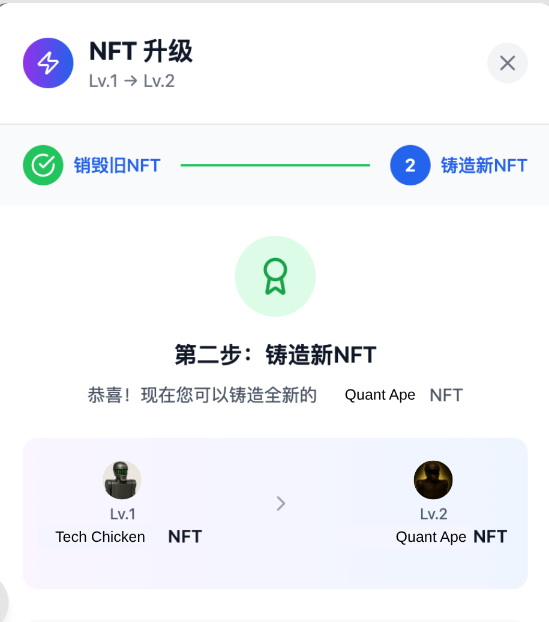 NFT 升级
Lv.1 → Lv.2
销毁旧NFT
2 铸造新NFT
第二步：铸造新NFT
恭喜！现在您可以铸造全新的 Quant Ape NFT
Lv.1
Tech Chicken NFT
Lv.2
Quant Ape NFT